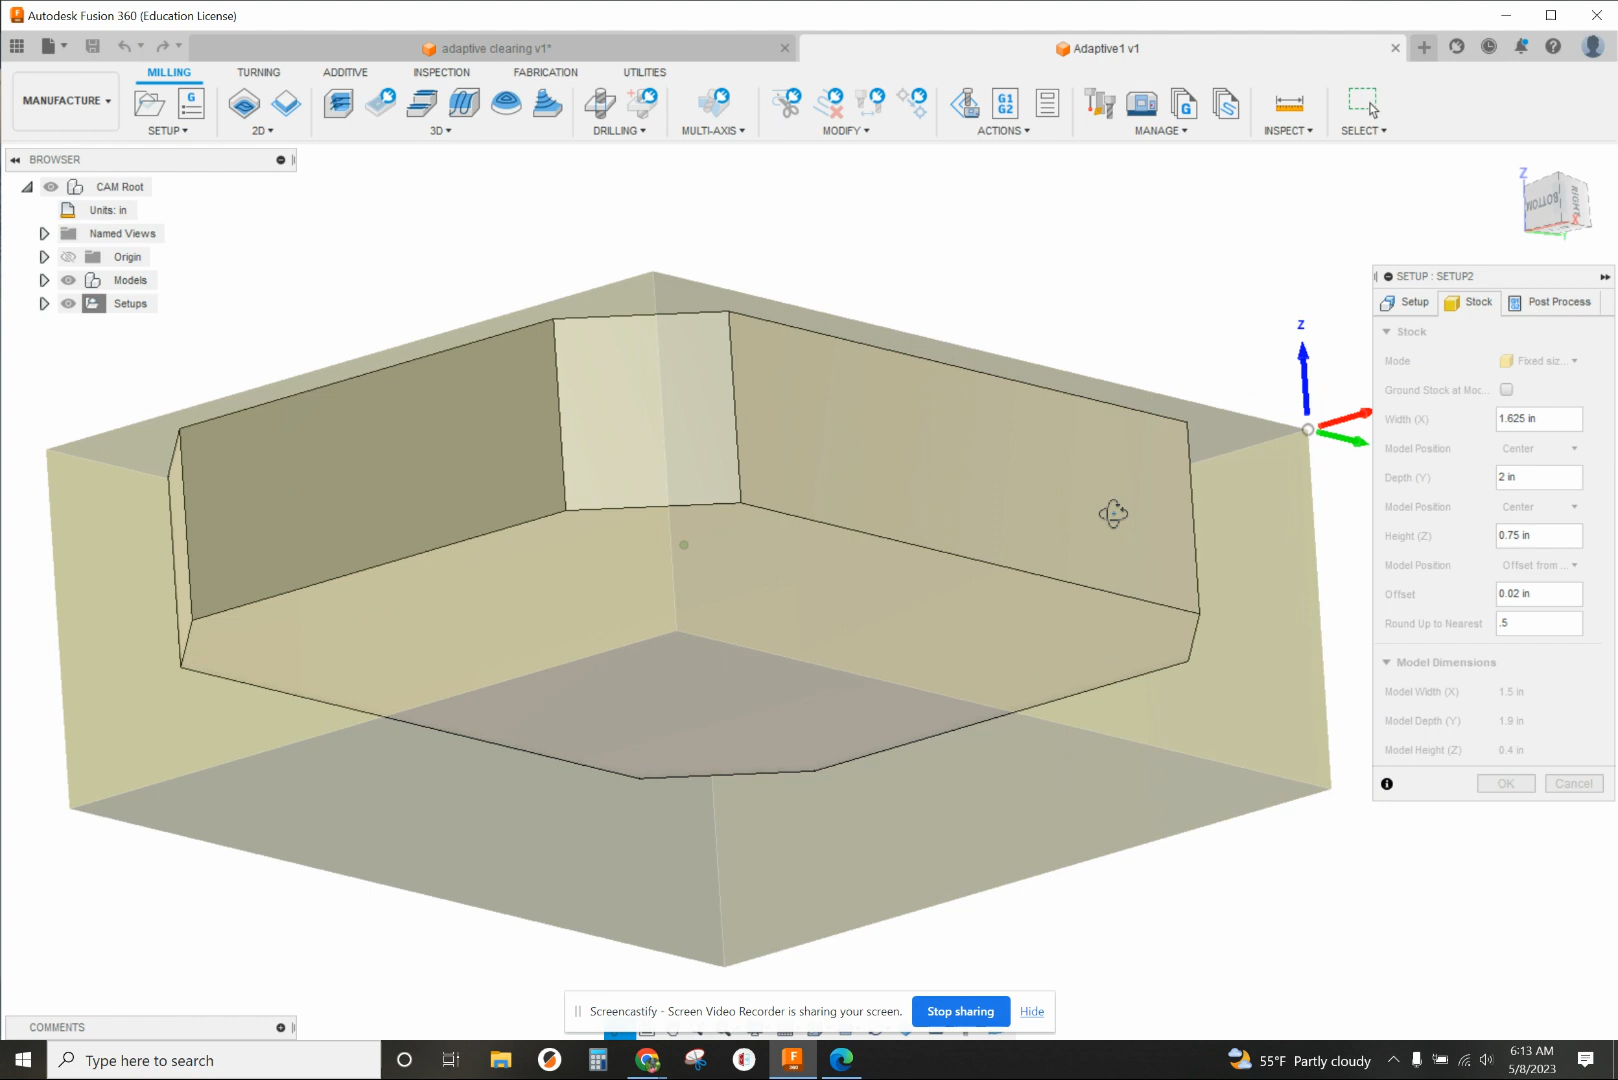 Autodesk Fusion 360 (Education License)
adaptive clearing v1*
Adaptive1 v1
MANUFACTURE
MILLING
TURNING
ADDITIVE
INSPECTION
FABRICATION
UTILITIES
G
G1
G2
G
SETUP
2D
3D
DRILLING
MULTI-AXIS
MODIFY
ACTIONS
MANAGE
INSPECT
SELECT
BROWSER
CAM Root
Units: in
Named Views
Origin
Models
Setups
Z
BOTTOM
RIGHT
Z
SETUP : SETUP2
Setup
Stock
Post Process
Stock
Mode
Fixed siz...
Ground Stock at Moc...
Width (X)
1.625 in
Model Position
Center
Depth (Y)
2 in
Model Position
Center
Height (Z)
0.75 in
Model Position
Offset from ...
Offset
0.02 in
Round Up to Nearest
.5
Model Dimensions
Model Width (X)
1.5 in
Model Depth (Y)
1.9 in
Model Height (Z)
0.4 in
OK
Cancel
Screencastify - Screen Video Recorder is sharing your screen.
Stop sharing
Hide
COMMENTS
Type here to search
55°F Partly cloudy
6:13 AM
5/8/2023